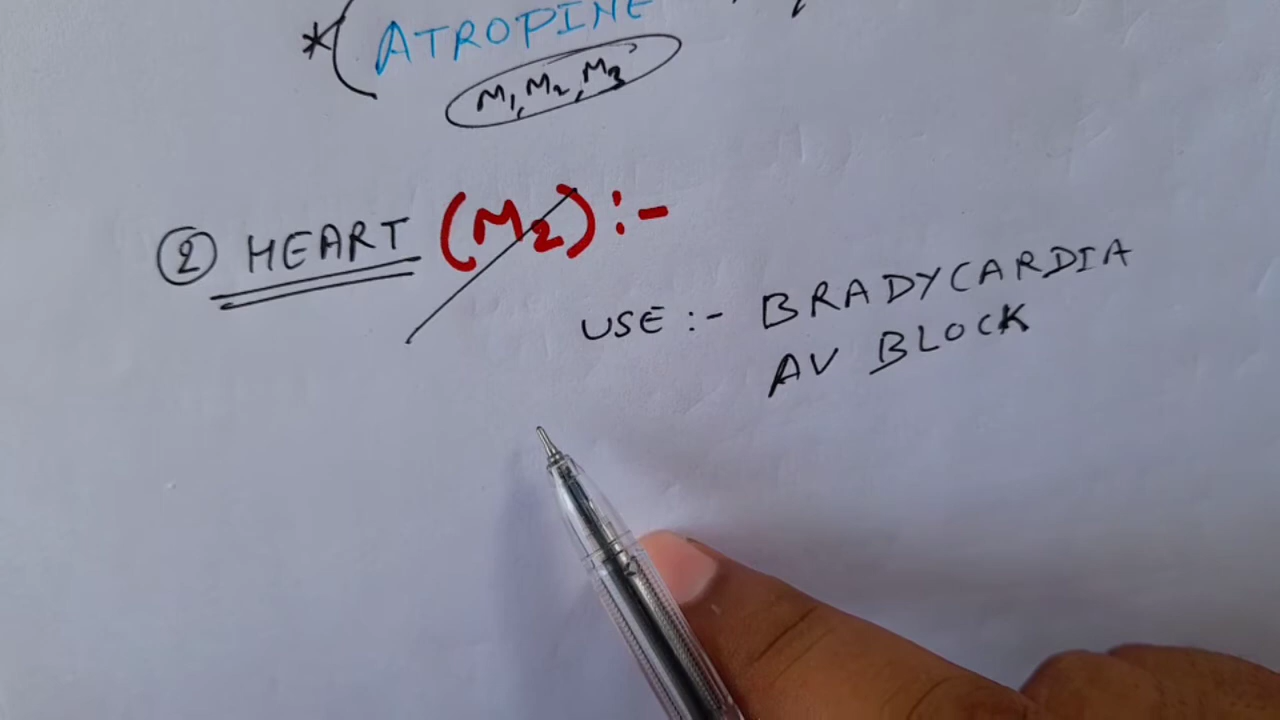 *( ATROPINE
M1, M2, M3
② HEART (M2) :-
USE :- BRADYCARDIA
AV BLOCK